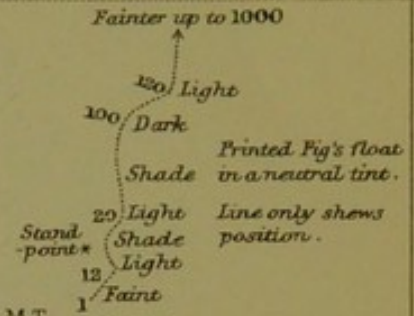 Fainter up to 1000
120 Light
100 Dark
Shade
Printed Fig's float
in a neutral tint.
20 Light
Line only shews
position.
Stand
-point*
Shade
Light
12
Faint
1
M.T.